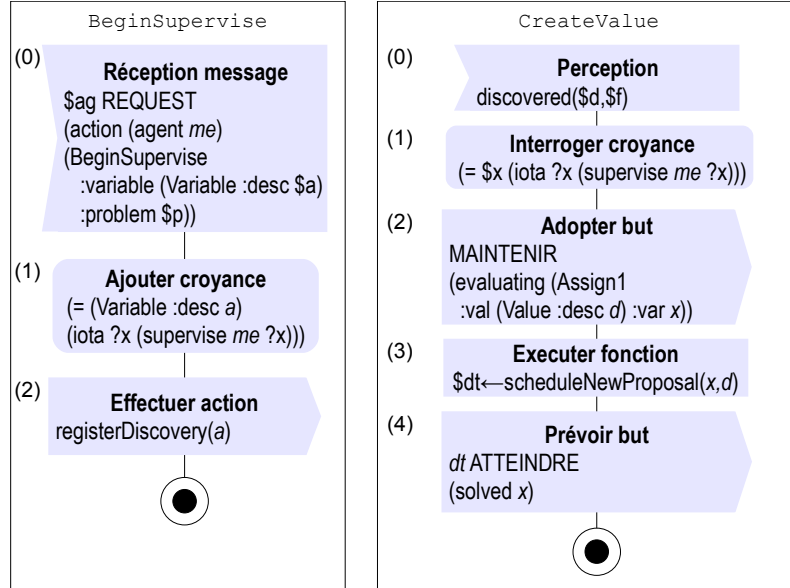 BeginSupervise
(0)
Réception message
$ag REQUEST
(action (agent me)
(BeginSupervise
:variable (Variable :desc $a)
:problem $p))
(1)
Ajouter croyance
(= (Variable :desc a)
(iota ?x (supervise me ?x)))
(2)
Effectuer action
registerDiscovery(a)
CreateValue
(0)
Perception
discovered($d,$f)
(1)
Interroger croyance
(= $x (iota ?x (supervise me ?x)))
(2)
Adopter but
MAINTENIR
(evaluating (Assign1
:val (Value :desc d) :var x))
(3)
Executer fonction
$dt←scheduleNewProposal(x,d)
(4)
Prévoir but
dt ATTEINDRE
(solved x)